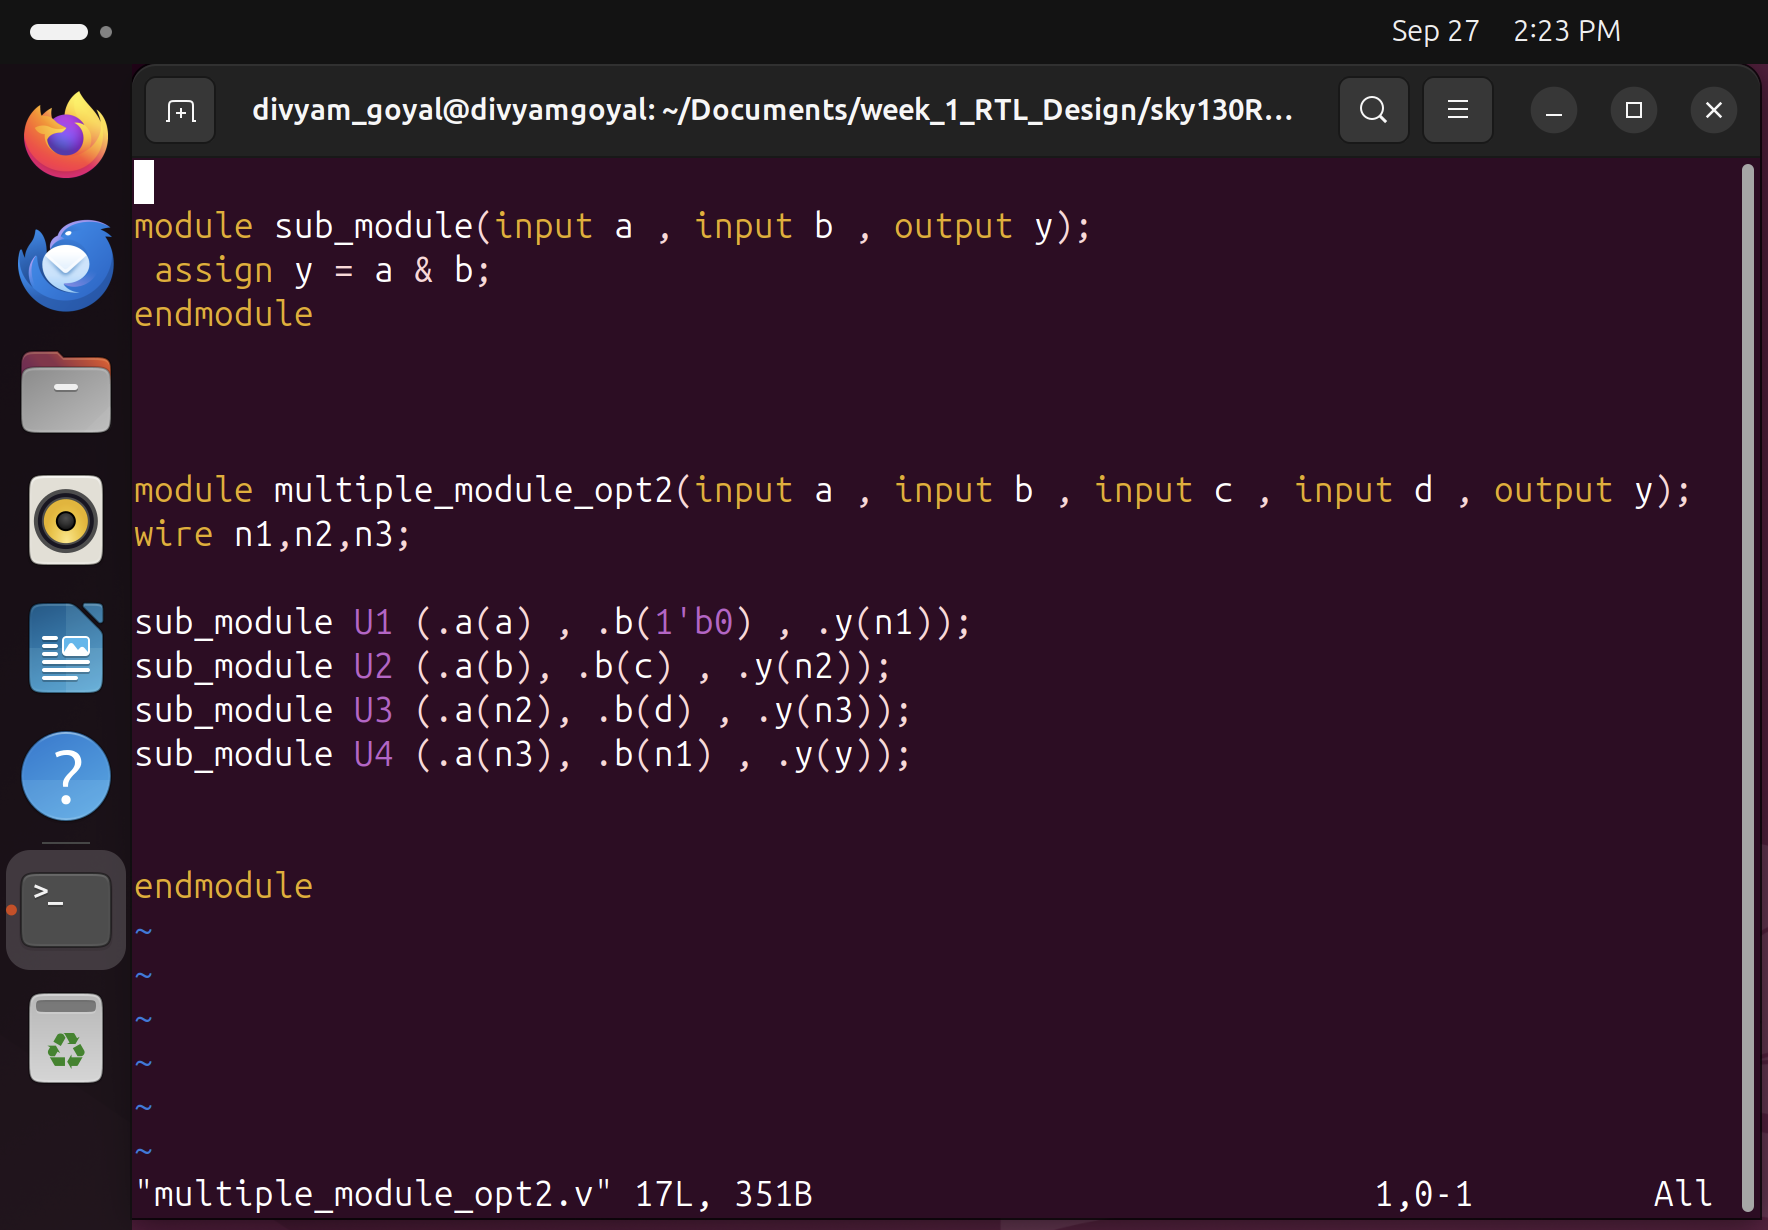 Sep 27 2:23 PM
divyam_goyal@divyamgoyal: ~/Documents/week_1_RTL_Design/sky130R...
module sub_module(input a , input b , output y);
 assign y = a & b;
endmodule
module multiple_module_opt2(input a , input b , input c , input d , output y);
wire n1,n2,n3;
sub_module U1 (.a(a) , .b(1'b0) , .y(n1));
sub_module U2 (.a(b), .b(c) , .y(n2));
sub_module U3 (.a(n2), .b(d) , .y(n3));
sub_module U4 (.a(n3), .b(n1) , .y(y));
endmodule
~
~
~
~
~
~
"multiple_module_opt2.v" 17L, 351B 1,0-1 All